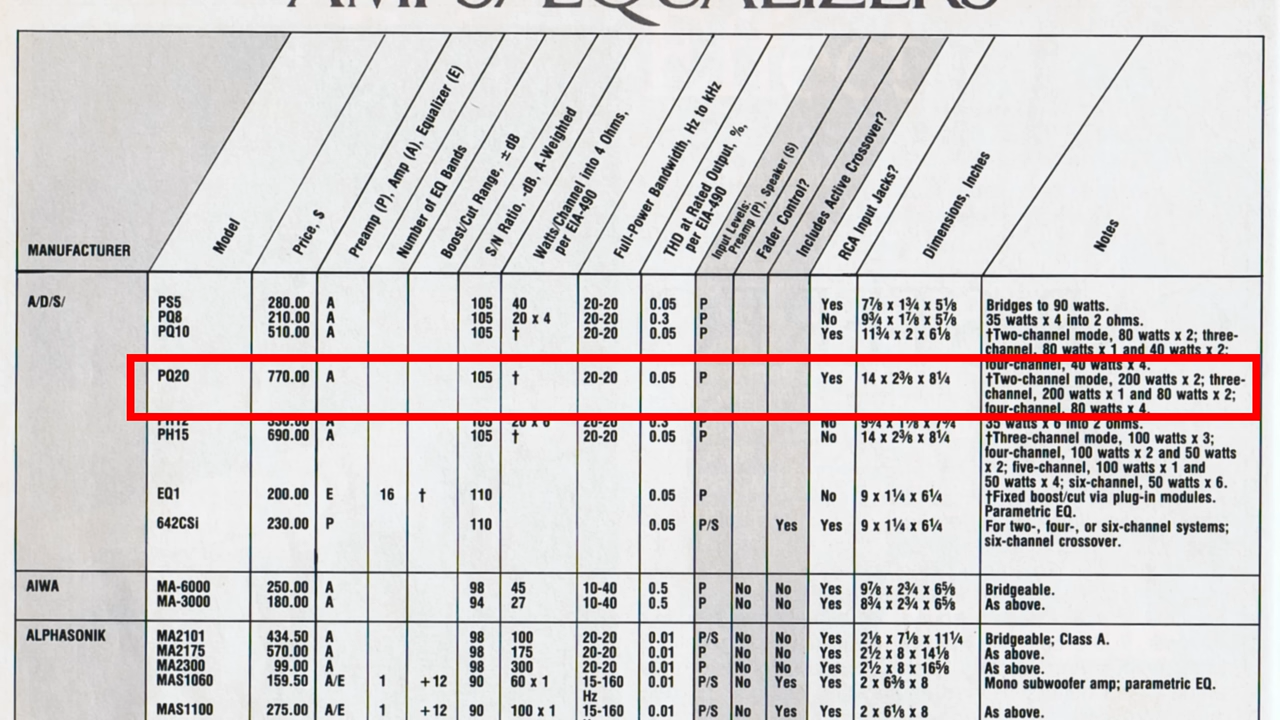 AMPS/EQUALIZERS
MANUFACTURER
Model
Price, $
Preamp (P), Amp (A), Equalizer (E)
Number of EQ Bands
Boost/Cut Range, ± dB
S/N Ratio, -dB, A-Weighted
Watts/Channel into 4 Ohms,
per EIA-490
Full-Power Bandwidth, Hz to kHz
THD at Rated Output, %,
per EIA-490
Input Levels:
Preamp (P), Speaker (S)
Fader Control?
Includes Active Crossover?
RCA Input Jacks?
Dimensions, Inches
Notes
A/D/S/ PS5 280.00 A 105 40 20-20 0.05 P Yes 7⅞ x 1¾ x 5⅛ Bridges to 90 watts.
PQ8 210.00 A 105 20 x 4 20-20 0.3 P No 9¾ x 1⅞ x 5⅞ 35 watts x 4 into 2 ohms.
PQ10 510.00 A 105 † 20-20 0.05 P Yes 11¾ x 2 x 6⅛ †Two-channel mode, 80 watts x 2; three-
channel, 80 watts x 1 and 40 watts x 2;
four-channel, 40 watts x 4.
PQ20 770.00 A 105 † 20-20 0.05 P Yes 14 x 2⅜ x 8¼ †Two-channel mode, 200 watts x 2; three-
channel, 200 watts x 1 and 80 watts x 2;
four-channel, 80 watts x 4.
PH12 330.00 A 105 20 x 6 20-20 0.3 P No 9¾ x 1⅞ x 7¾ 35 watts x 6 into 2 ohms.
PH15 690.00 A 105 † 20-20 0.05 P No 14 x 2⅜ x 8¼ †Three-channel mode, 100 watts x 3;
four-channel, 100 watts x 2 and 50 watts
x 2; five-channel, 100 watts x 1 and
50 watts x 4; six-channel, 50 watts x 6.
EQ1 200.00 E 16 † 110 0.05 P No 9 x 1¼ x 6¼ †Fixed boost/cut via plug-in modules.
Parametric EQ.
642CSi 230.00 P 110 0.05 P/S Yes Yes 9 x 1¼ x 6¼ For two-, four-, or six-channel systems;
six-channel crossover.
AIWA MA-6000 250.00 A 98 45 10-40 0.5 P No No Yes 9⅞ x 2¾ x 6⅝ Bridgeable.
MA-3000 180.00 A 94 27 10-40 0.5 P No No Yes 8¾ x 2¾ x 6⅝ As above.
ALPHASONIK MA2101 434.50 A 98 100 20-20 0.01 P/S No No Yes 2⅛ x 7⅛ x 11¼ Bridgeable; Class A.
MA2175 570.00 A 98 175 20-20 0.01 P No No Yes 2½ x 8 x 14⅛ As above.
MA2300 99.00 A 98 300 20-20 0.01 P No No Yes 2½ x 8 x 16⅝ As above.
MAS1060 159.50 A/E 1 +12 90 60 x 1 15-160 0.01 P/S No Yes Yes 2 x 6⅜ x 8 Mono subwoofer amp; parametric EQ.
Hz
MAS1100 275.00 A/E 1 +12 90 100 x 1 15-160 0.01 P/S No Yes Yes 2 x 6⅛ x 8 As above.